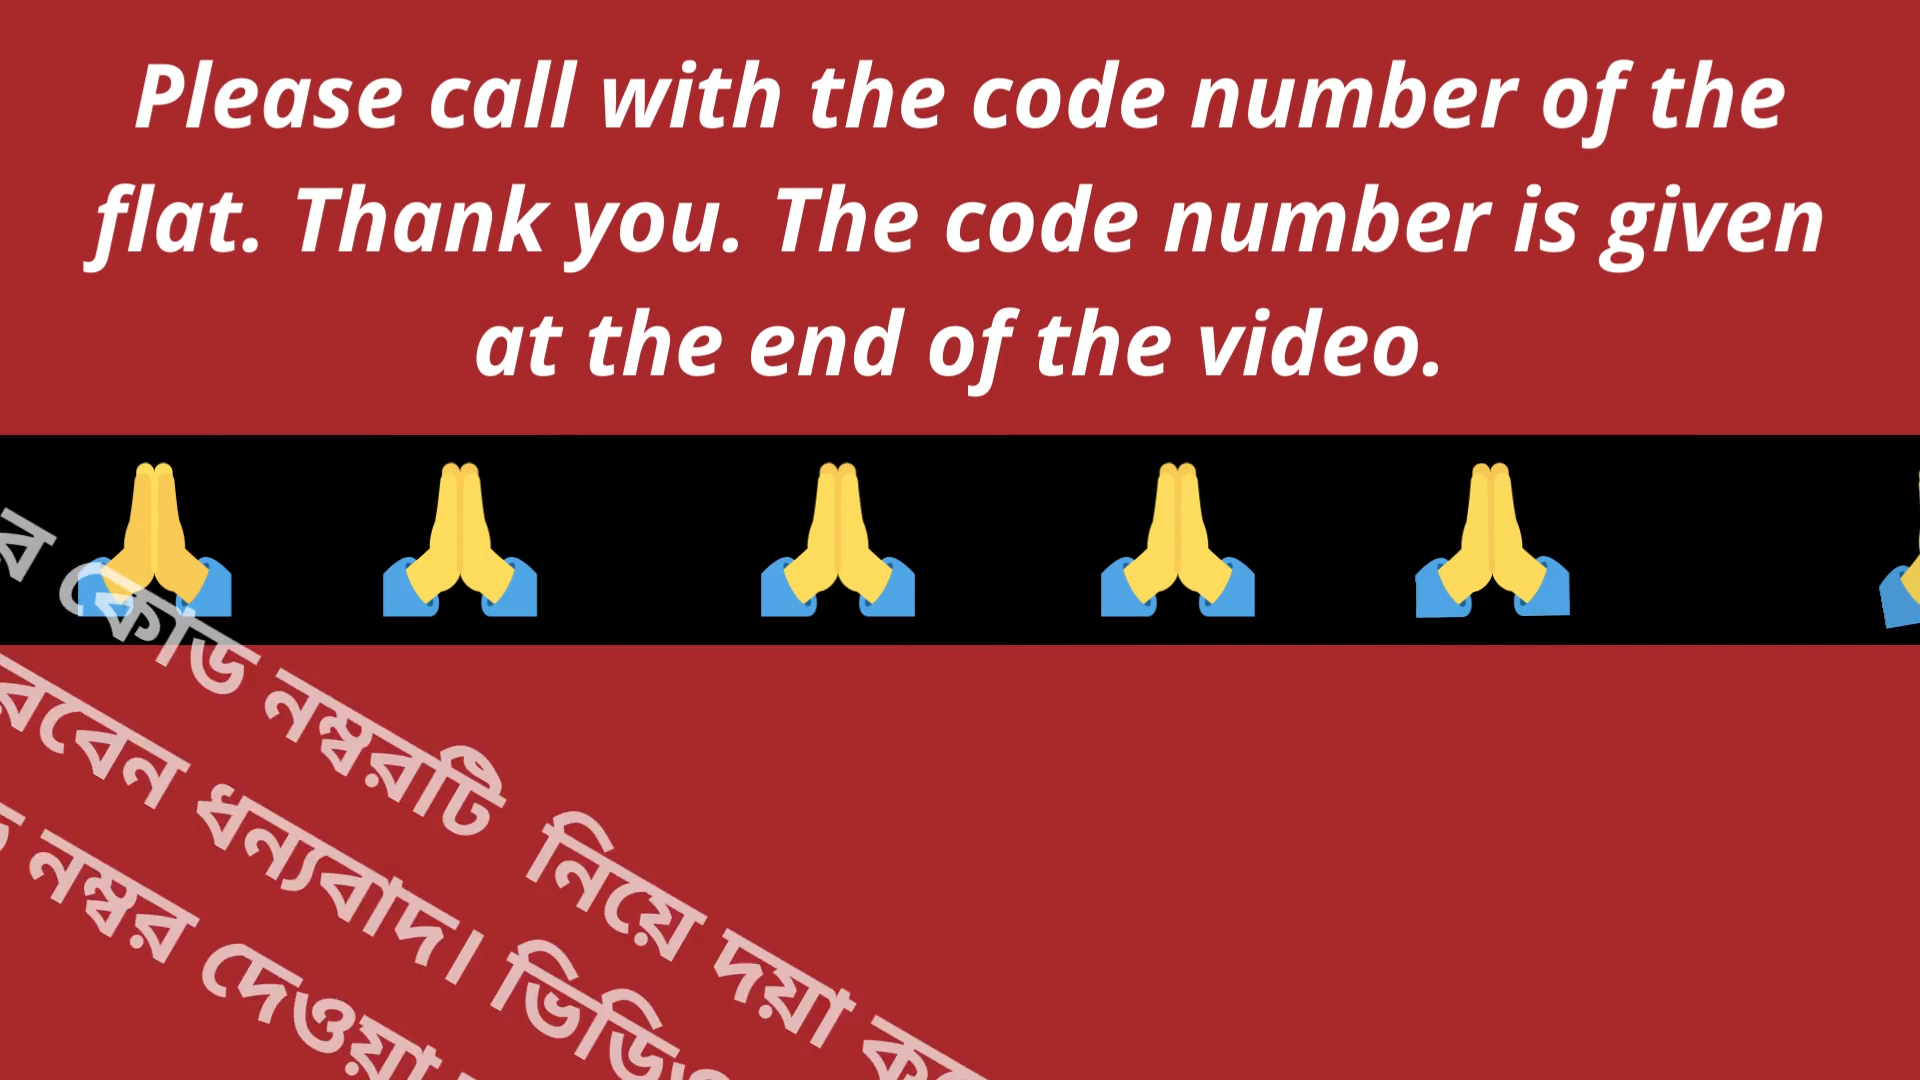 Please call with the code number of the
flat. Thank you. The code number is given
at the end of the video.
কোড নম্বরটি নিয়ে দয়া
ধন্যবাদ।
নম্বর দেওয়া